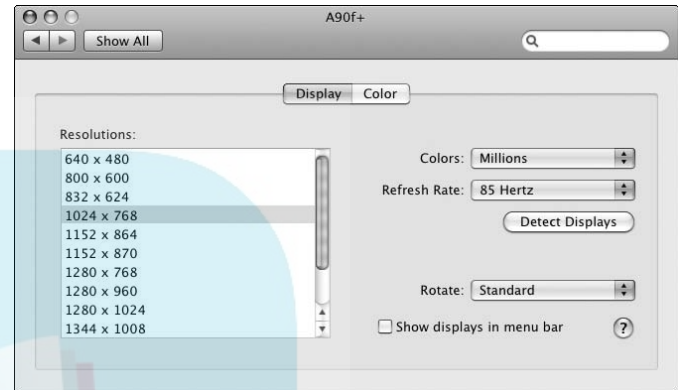 A90f+
Show All
Display Color
Resolutions:
640 x 480
800 x 600
832 x 624
1024 x 768
1152 x 864
1152 x 870
1280 x 768
1280 x 960
1280 x 1024
1344 x 1008
Colors: Millions
Refresh Rate: 85 Hertz
Detect Displays
Rotate: Standard
Show displays in menu bar ?